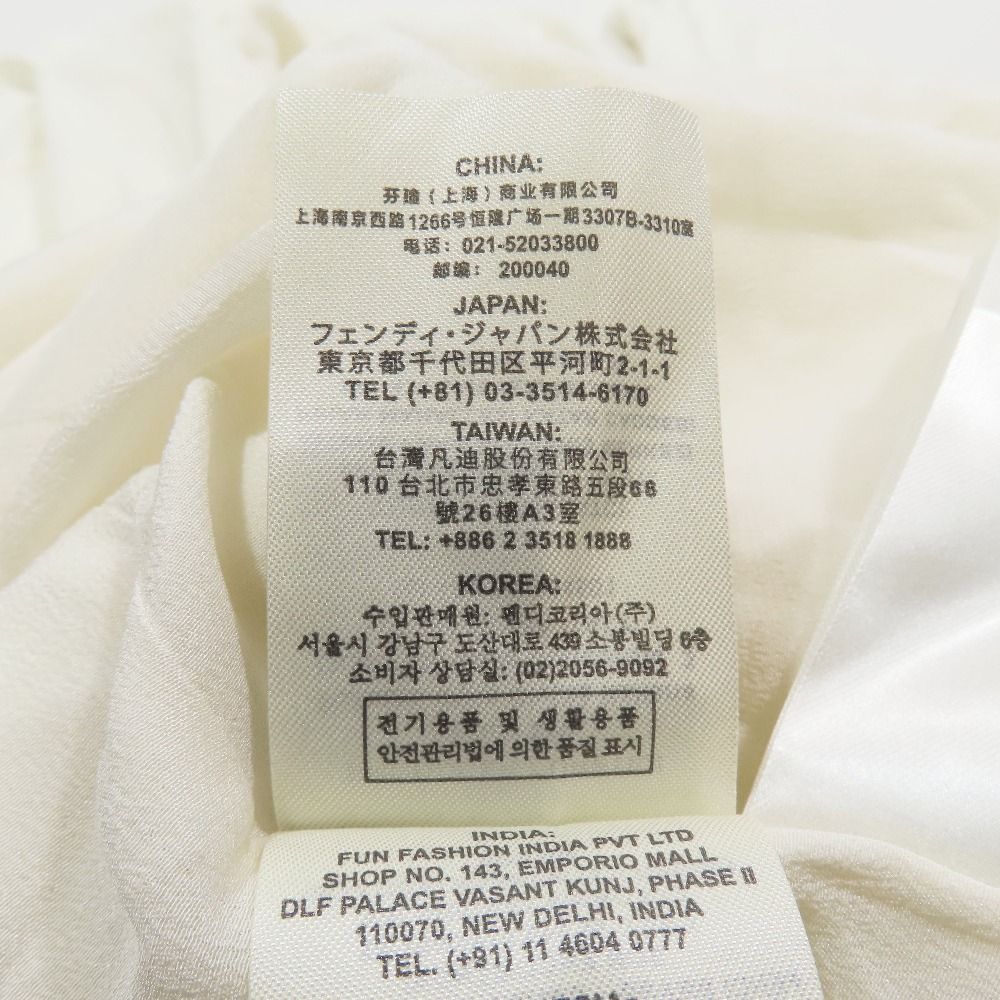 CHINA:
芬迪（上海）商业有限公司
上海南京西路1266号恒隆广场一期3307B-3310室
电话：021-52033800
邮编：200040
JAPAN:
フェンディ・ジャパン株式会社
東京都千代田区平河町2-1-1
TEL (+81) 03-3514-6170
TAIWAN:
台灣凡迪股份有限公司
110 台北市忠孝東路五段68
號26樓A3室
TEL: +886 2 3518 1888
KOREA:
수입판매원: 펜디코리아(주)
서울시 강남구 도산대로 439 소봉빌딩 6층
소비자 상담실: (02)2056-9092
전기용품 및 생활용품
안전관리법에 의한 품질 표시
INDIA:
FUN FASHION INDIA PVT LTD
SHOP NO. 143, EMPORIO MALL
DLF PALACE VASANT KUNJ, PHASE II
110070, NEW DELHI, INDIA
TEL. (+91) 11 4604 0777